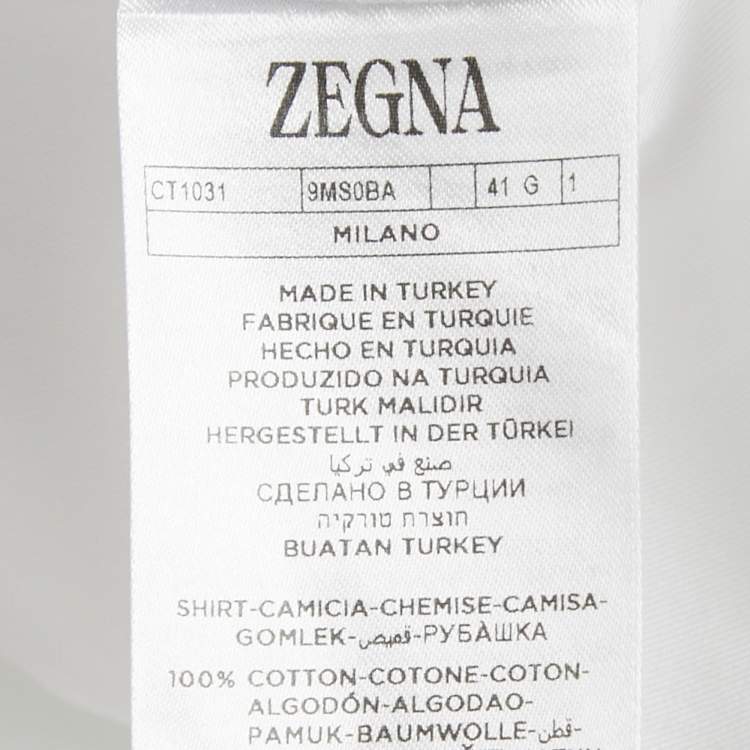 ZEGNA
CT1031 9MS0BA 41 G 1
MILANO
MADE IN TURKEY
FABRIQUE EN TURQUIE
HECHO EN TURQUIA
PRODUZIDO NA TURQUIA
TURK MALIDIR
HERGESTELLT IN DER TÜRKEI
صنع في تركيا
СДЕЛАНО В ТУРЦИИ
תוצרת טורקיה
BUATAN TURKEY
SHIRT-CAMICIA-CHEMISE-CAMISA-
GOMLEK-قميص-РУБÀШКА
100% COTTON-COTONE-COTON-
ALGODÓN-ALGODAO-
PAMUK-BAUMWOLLE-قطن-